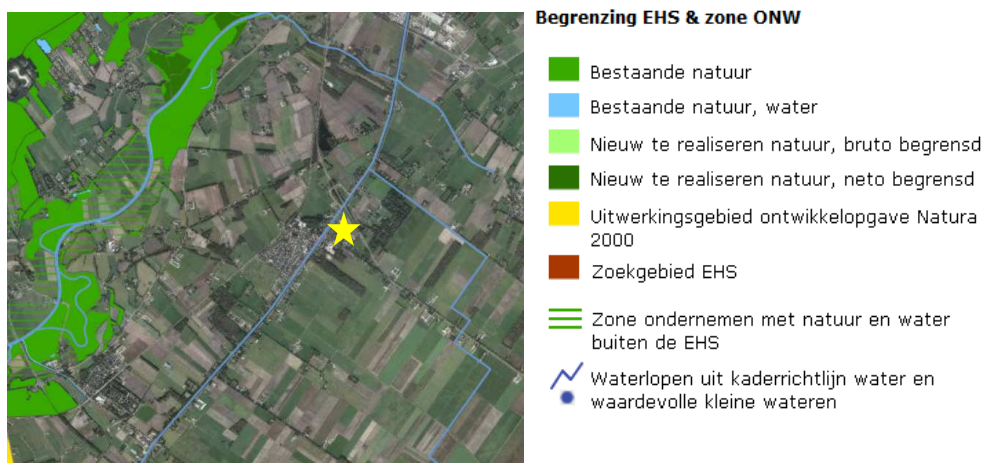 Begrenzing EHS & zone ONW
Bestaande natuur
Bestaande natuur, water
Nieuw te realiseren natuur, bruto begrensd
Nieuw te realiseren natuur, neto begrensd
Uitwerkingsgebied ontwikkelopgave Natura
2000
Zoekgebied EHS
Zone ondernemen met natuur en water
buiten de EHS
Waterlopen uit kaderrichtlijn water en
waardevolle kleine wateren